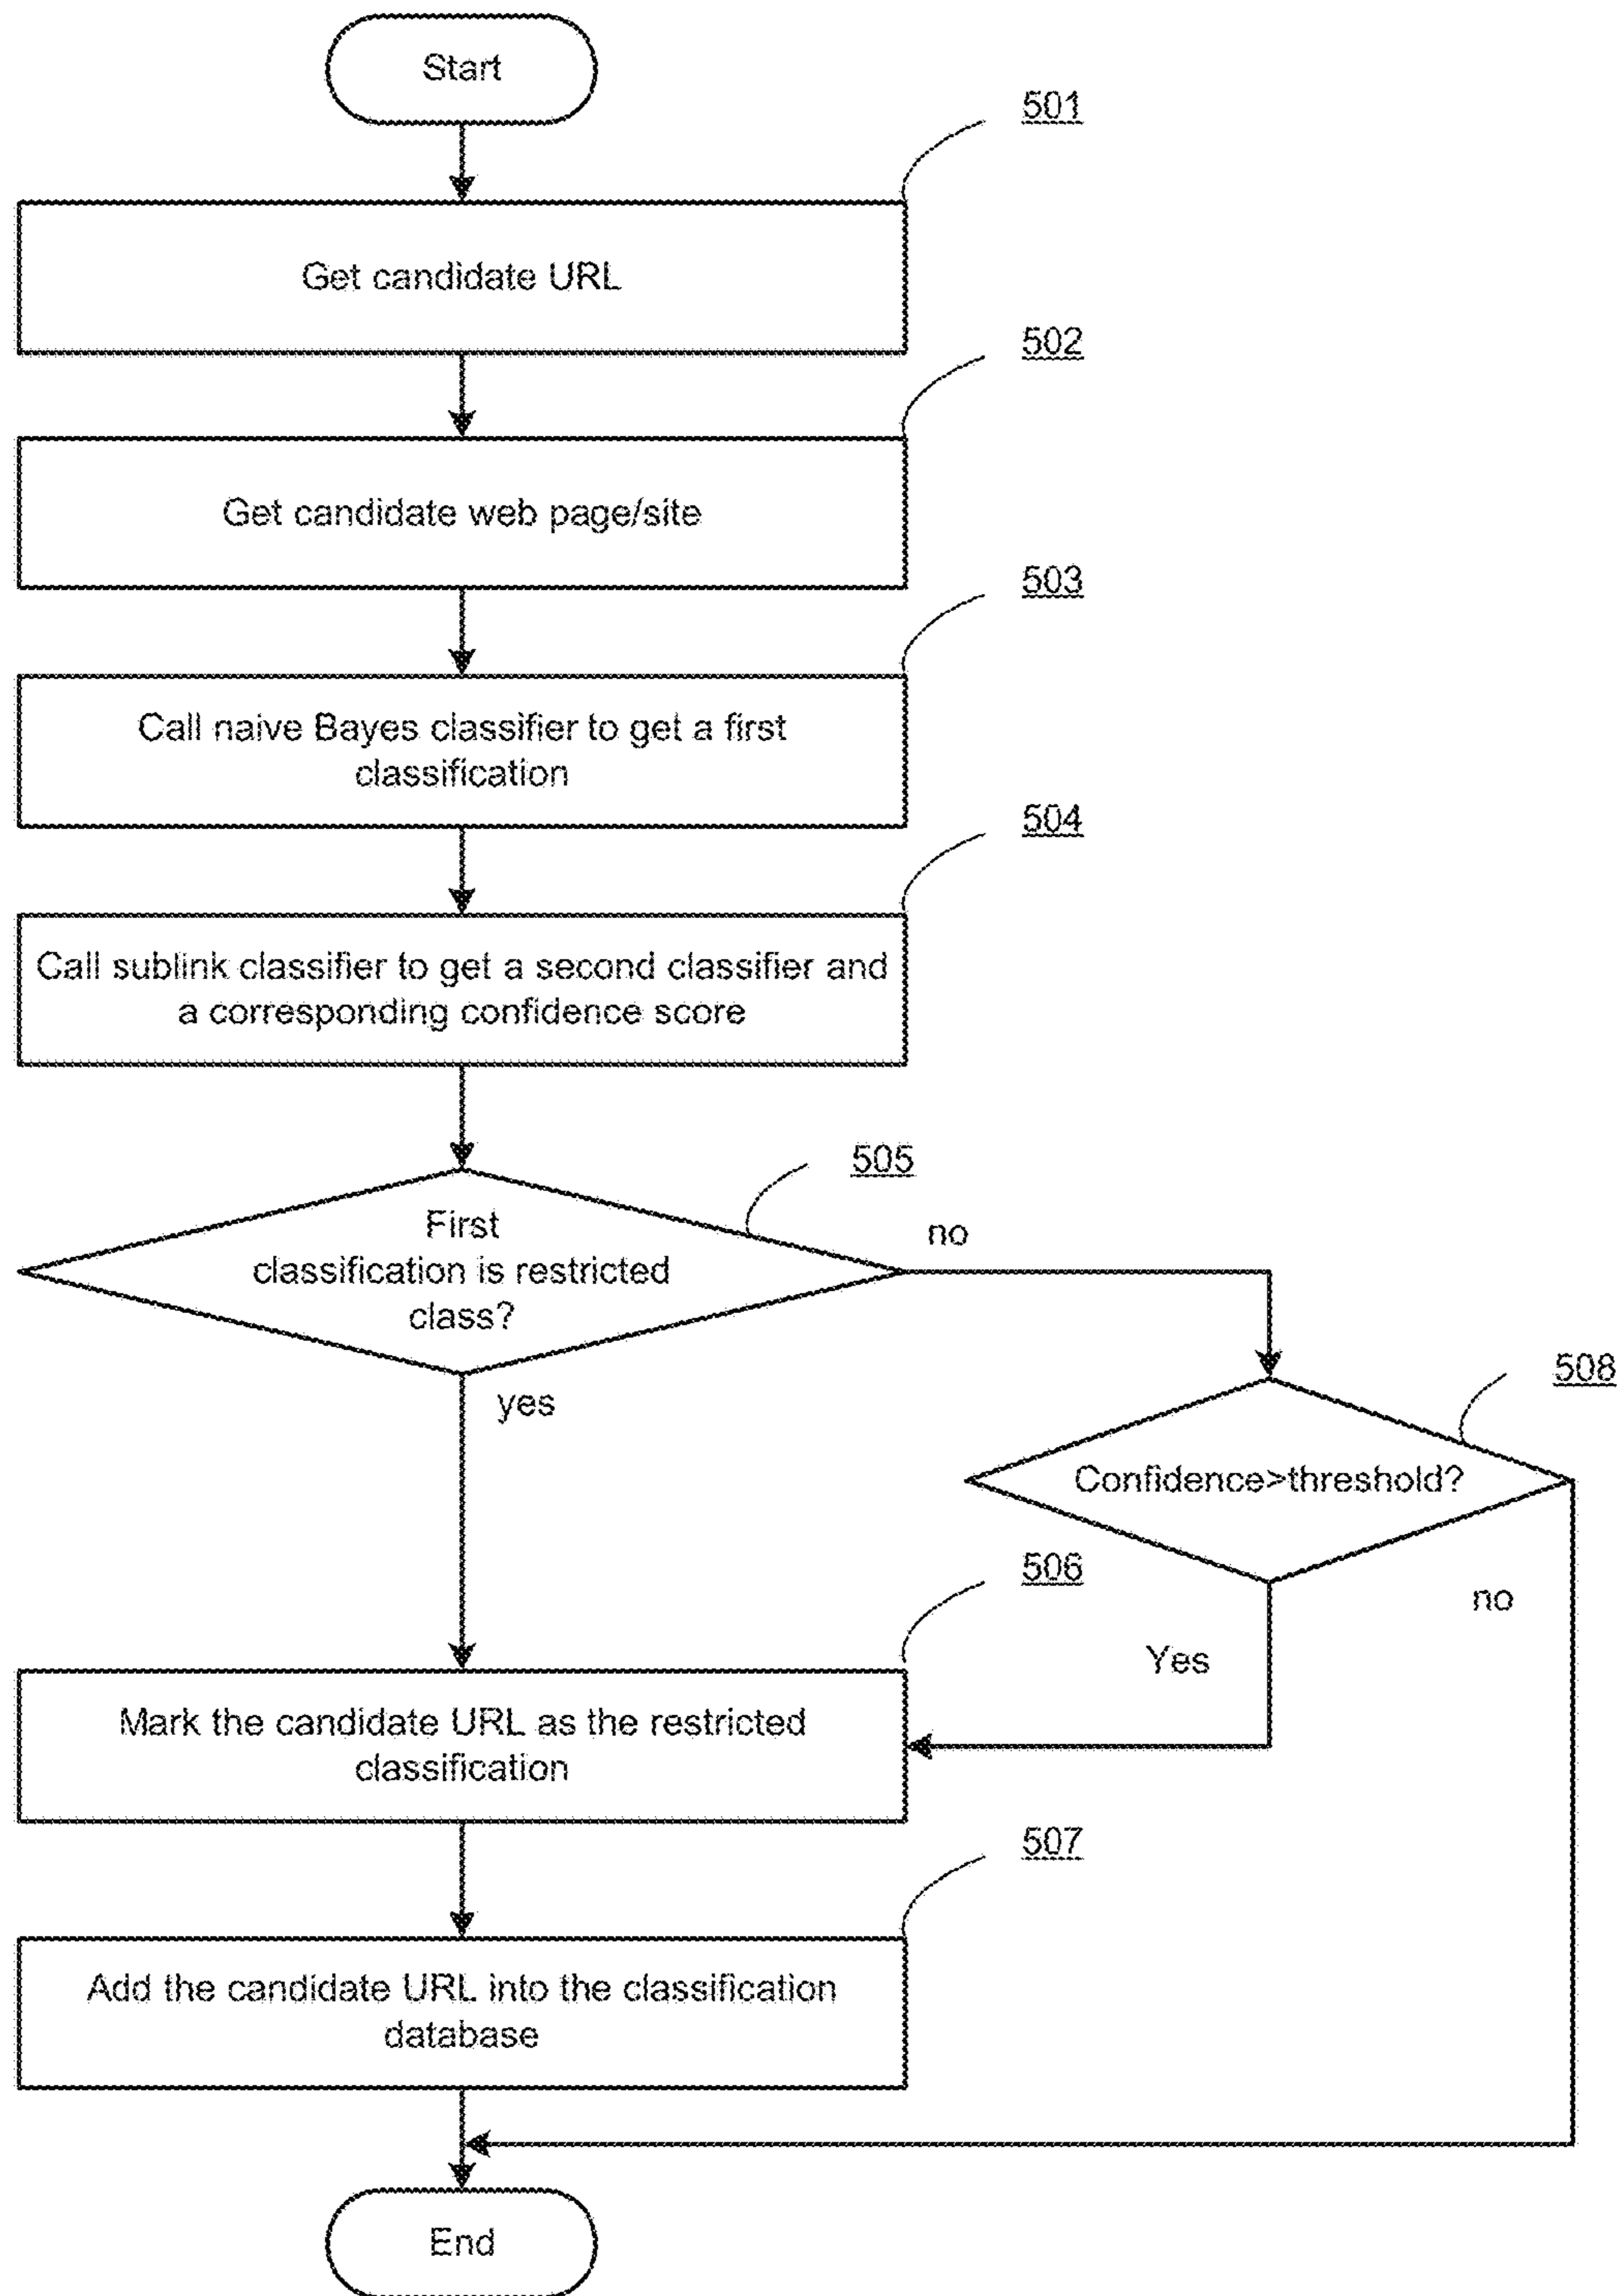 Start
501
Get candidate URL
502
Get candidate web page/site
503
Call naive Bayes classifier to get a first
classification
504
Call sublink classifier to get a second classifier and
a corresponding confidence score
505
First
classification is restricted
class?
no
yes
508
Confidence>threshold?
no
Yes
506
Mark the candidate URL as the restricted
classification
507
Add the candidate URL into the classification
database
End